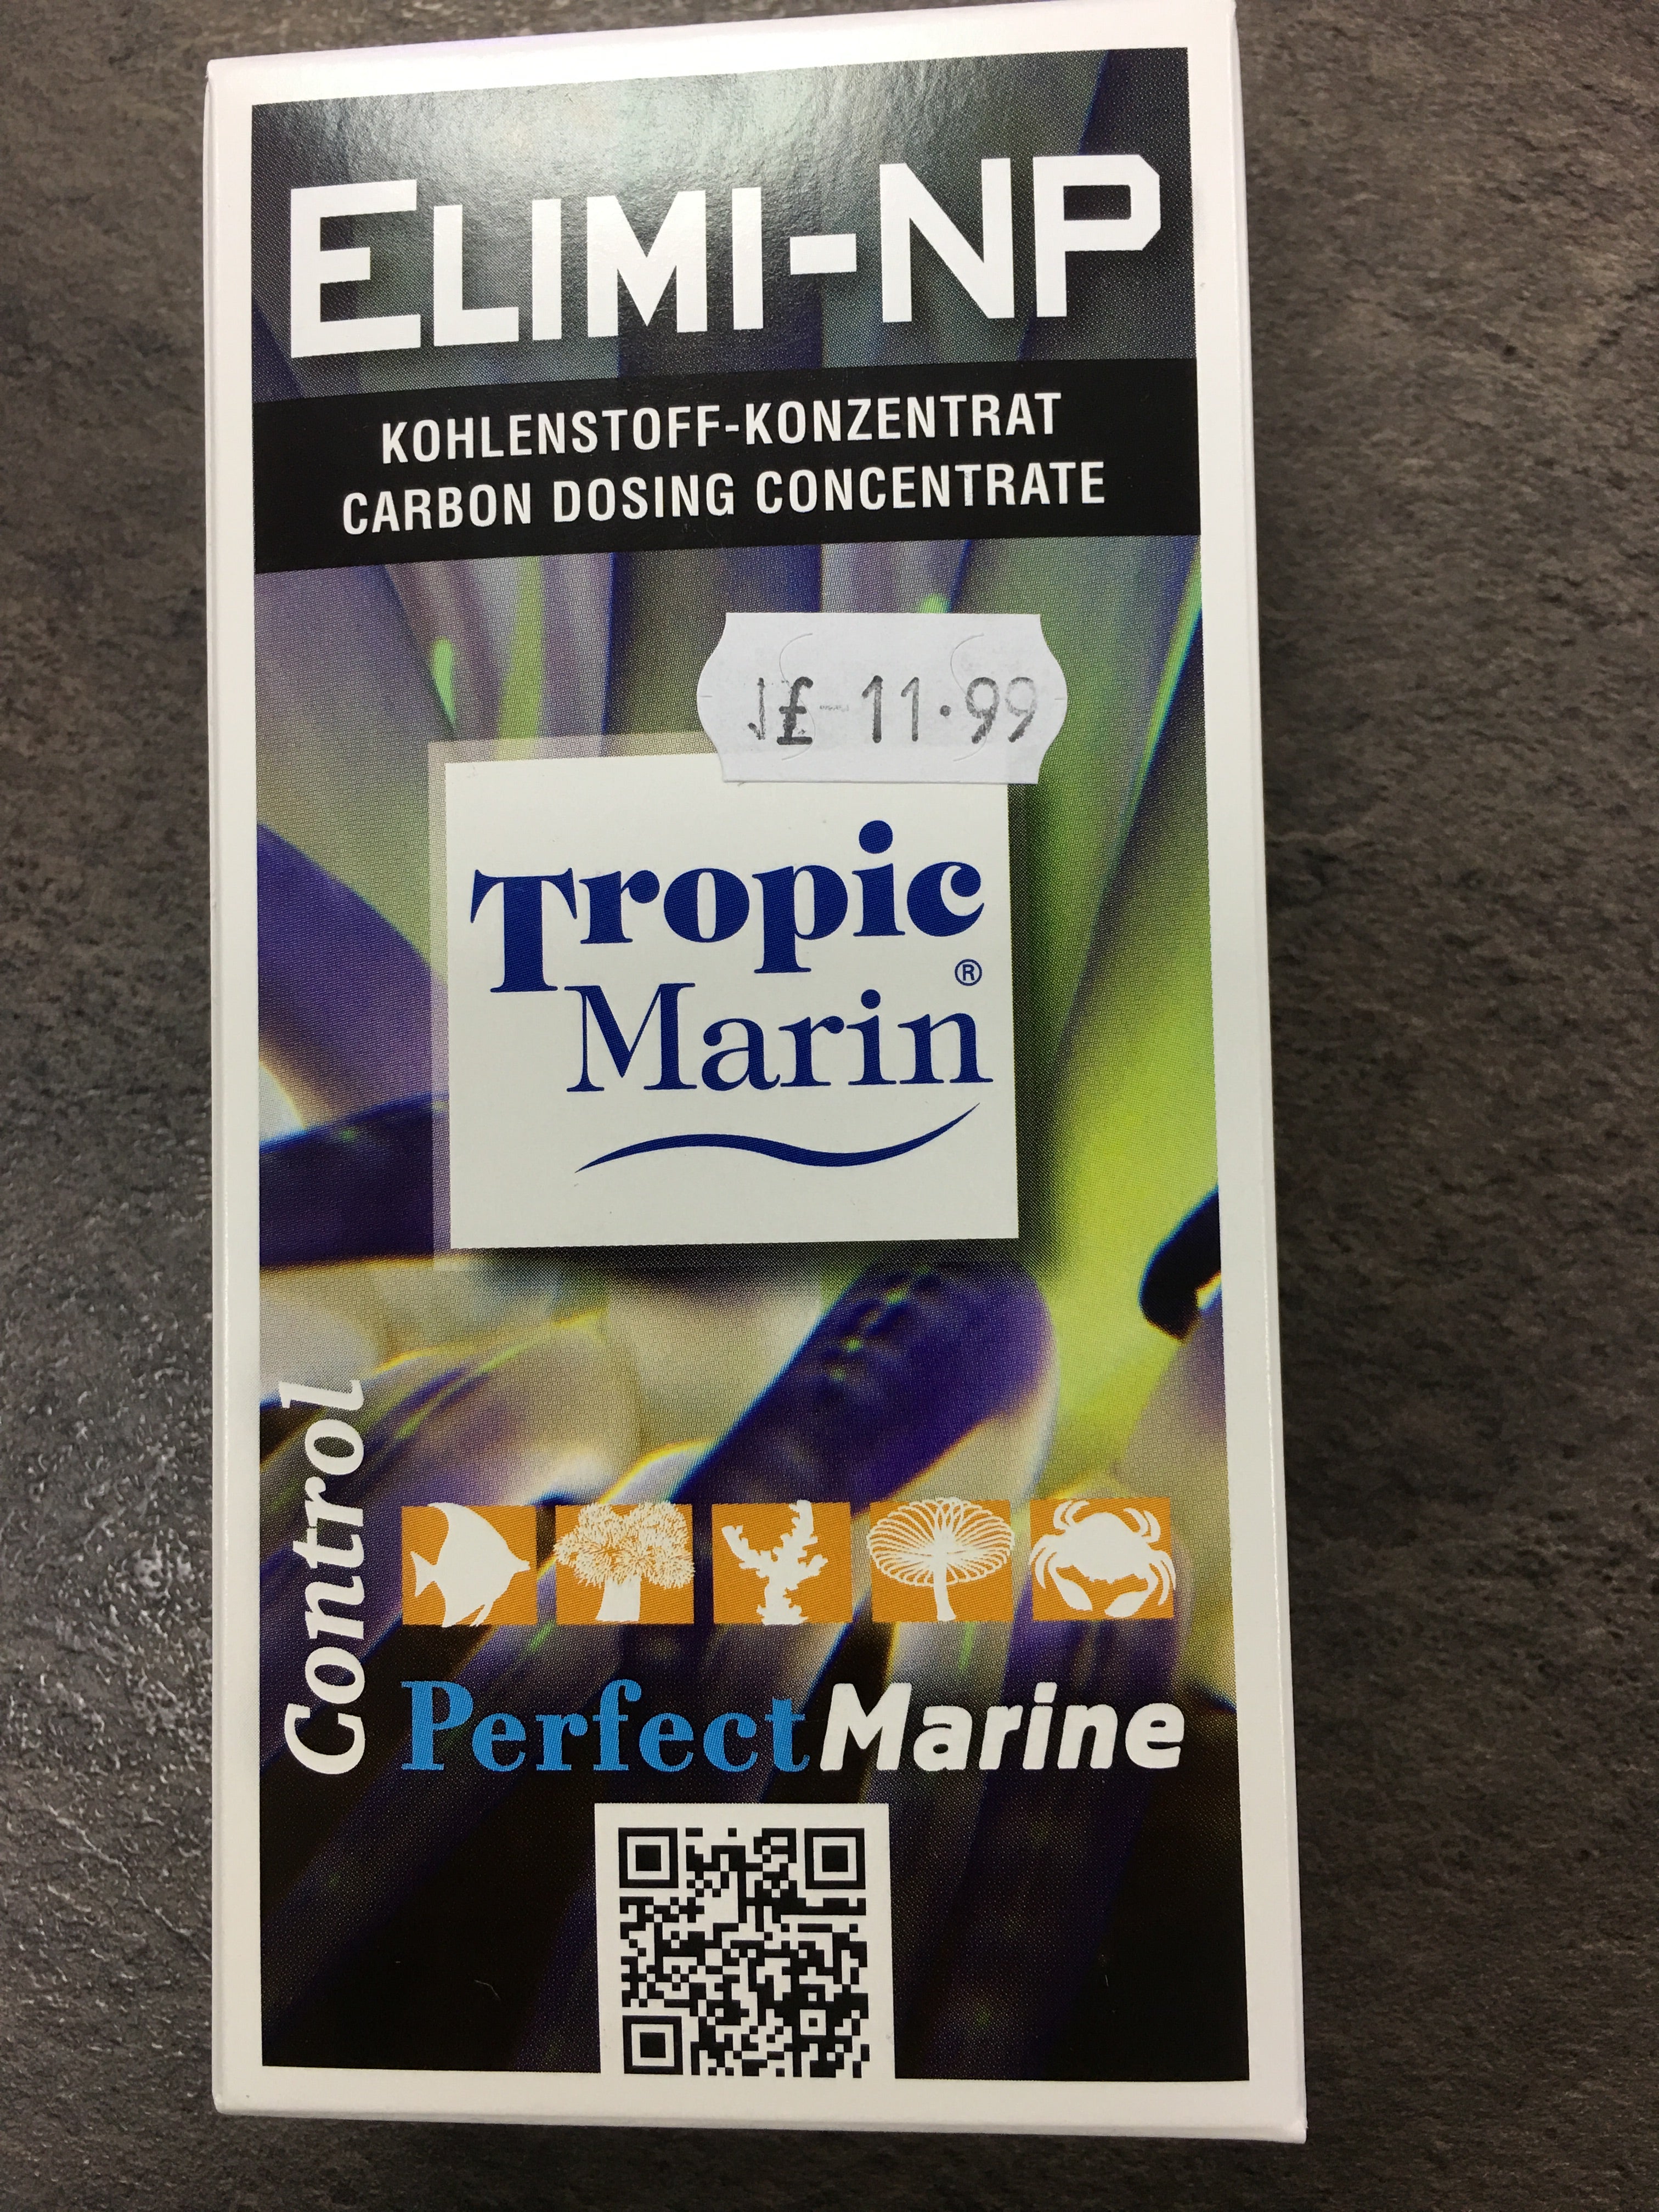 ELIMI-NP
KOHLENSTOFF-KONZENTRAT
CARBON DOSING CONCENTRATE
£-11.99
Tropic
Marin®
Control
PerfectMarine